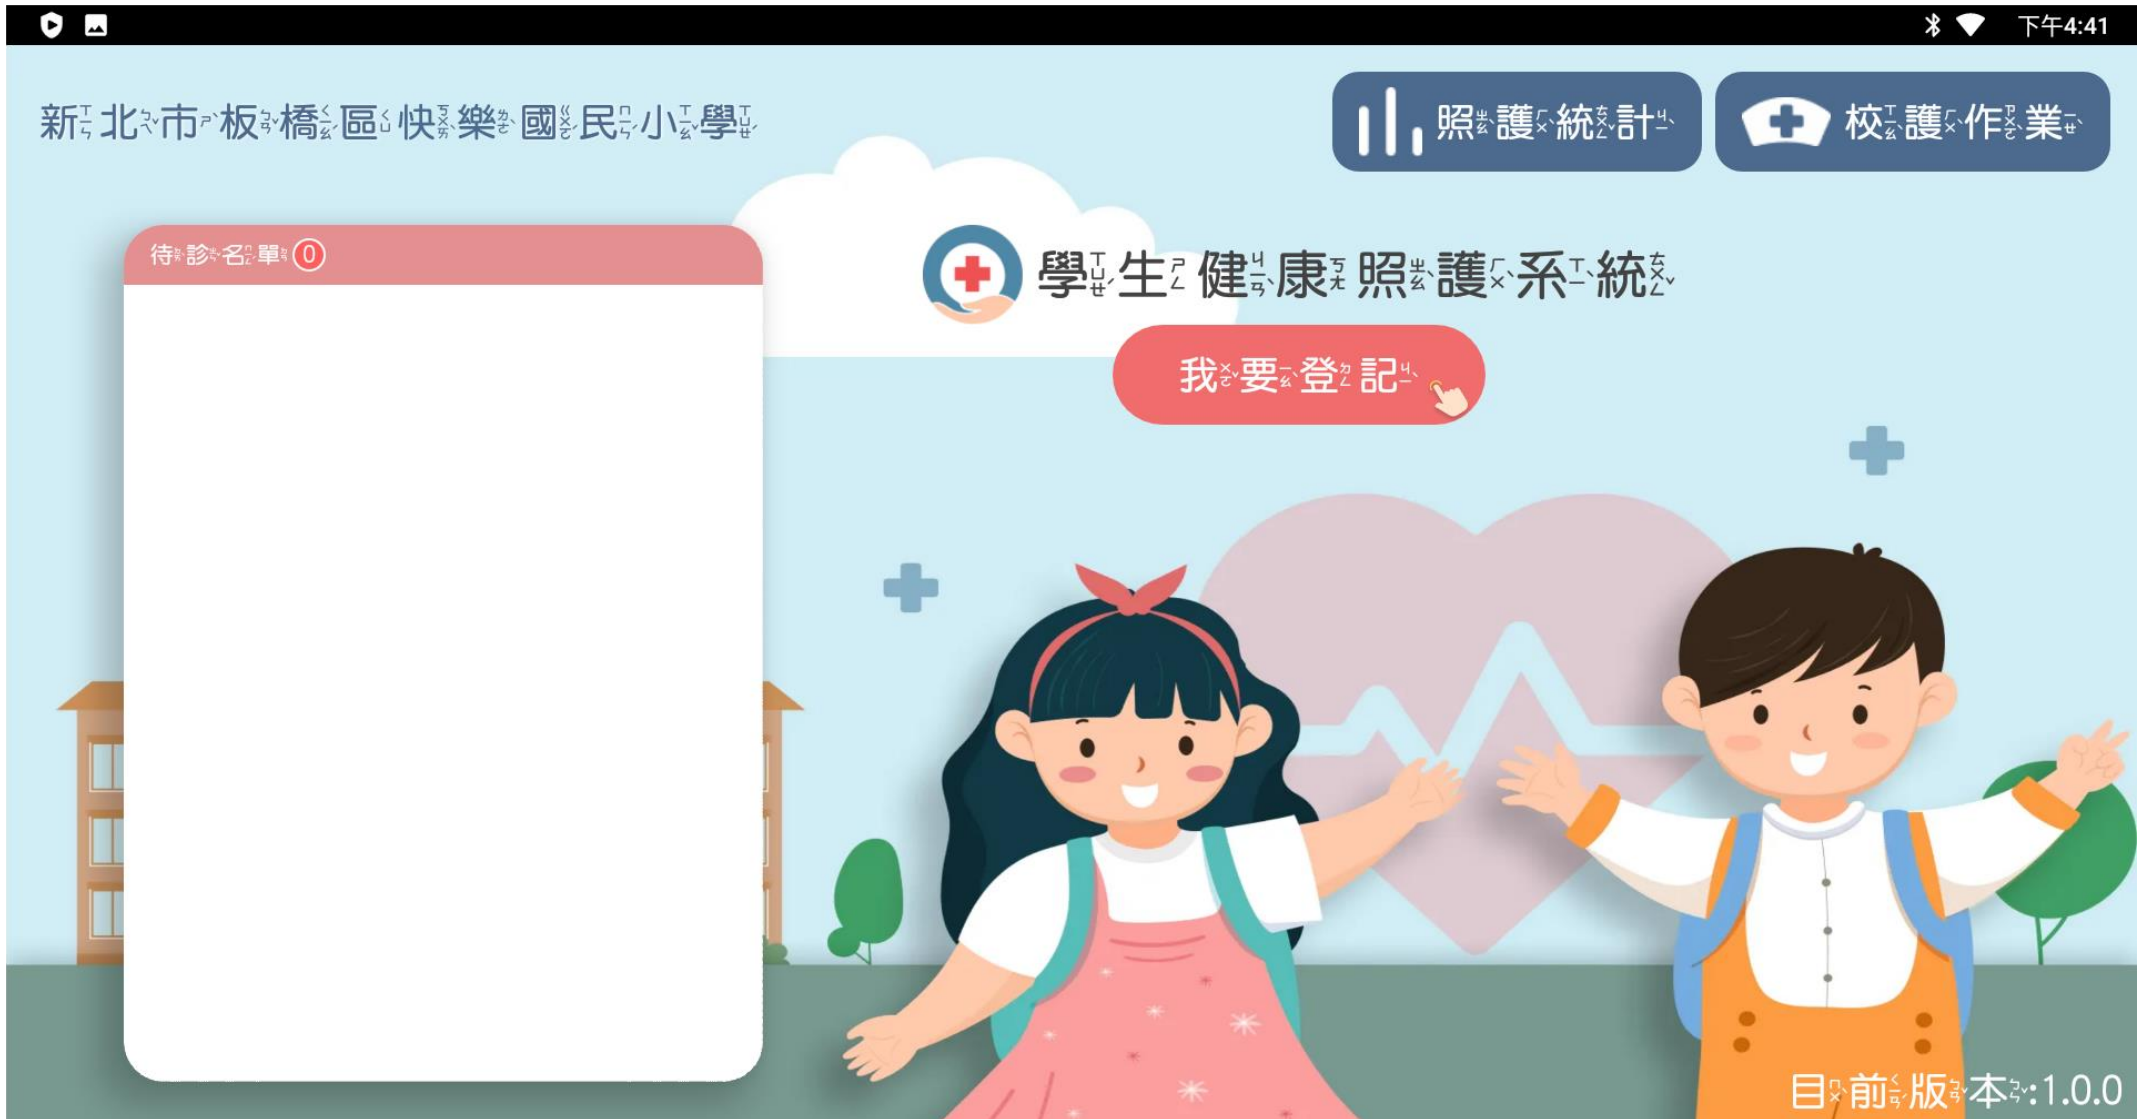 下午4:41
新北市板橋區快樂國民小學
照護統計
校護作業
待診名單 0
學生健康照護系統
我要登記
目前版本:1.0.0